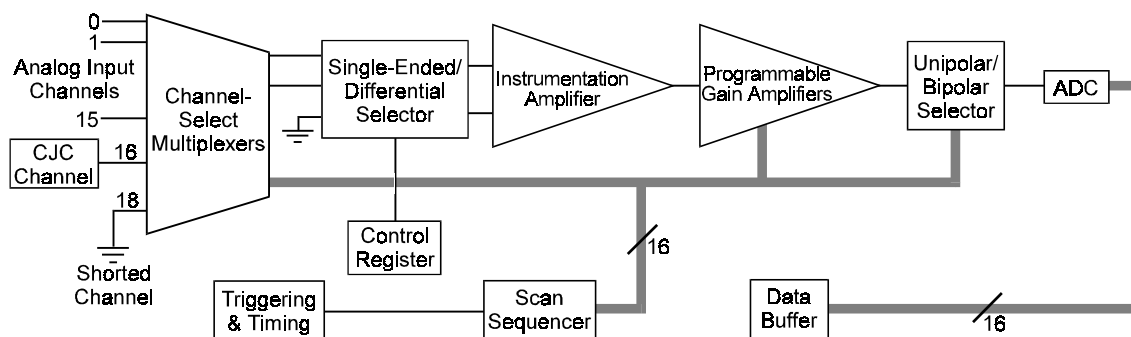 0
1
Analog Input
Channels
15
CJC
Channel
16
18
Shorted
Channel
Channel-
Select
Multiplexers
Single-Ended/
Differential
Selector
Instrumentation
Amplifier
Programmable
Gain Amplifiers
Unipolar/
Bipolar
Selector
ADC
Control
Register
16
Triggering
& Timing
Scan
Sequencer
Data
Buffer
16